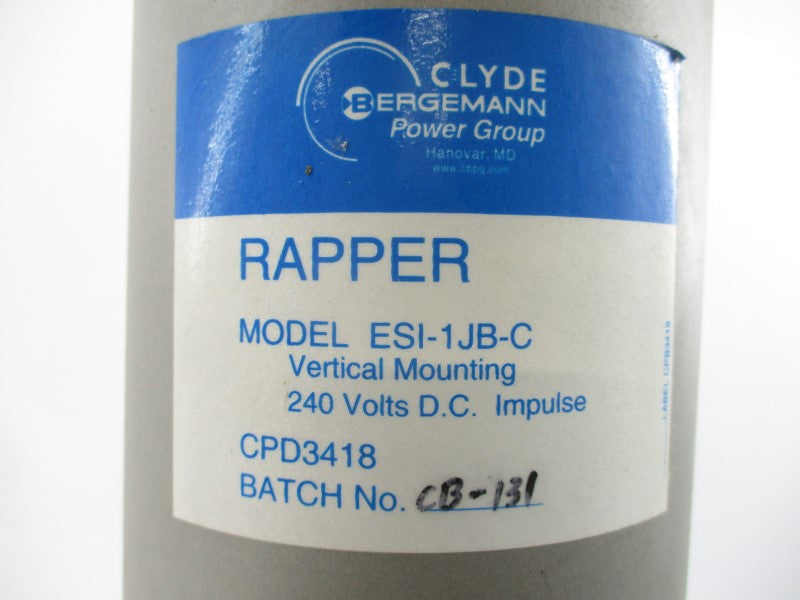 CLYDE
BERGEMANN
Power Group
Hanovar, MD
www.cbpg.com
RAPPER
MODEL ESI-1JB-C
Vertical Mounting
240 Volts D.C. Impulse
CPD3418
BATCH No. CB-131
LABEL CPB3418